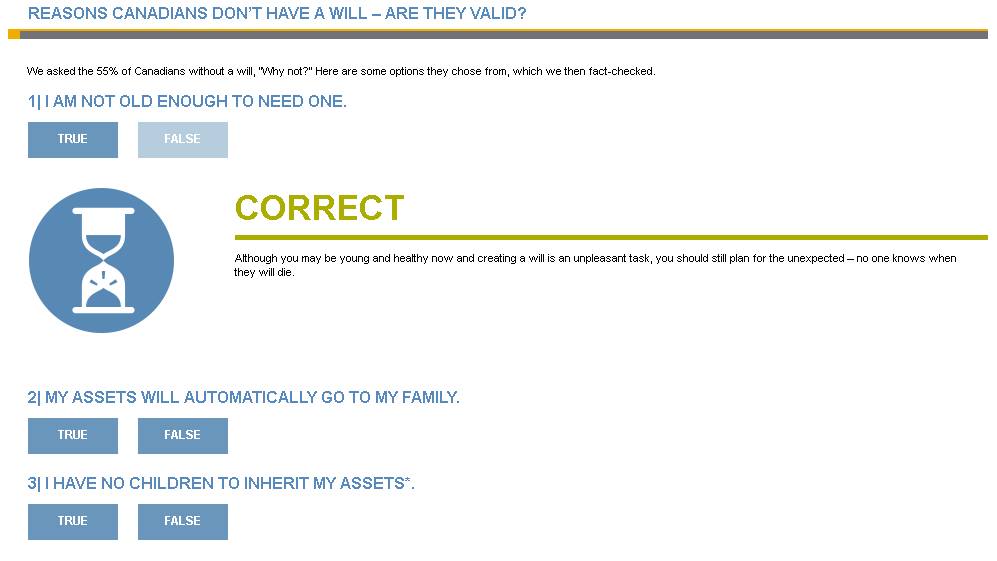 REASONS CANADIANS DON’T HAVE A WILL – ARE THEY VALID?
We asked the 55% of Canadians without a will, "Why not?" Here are some options they chose from, which we then fact-checked.
1| I AM NOT OLD ENOUGH TO NEED ONE.
TRUE FALSE
CORRECT
Although you may be young and healthy now and creating a will is an unpleasant task, you should still plan for the unexpected – no one knows when
they will die.
2| MY ASSETS WILL AUTOMATICALLY GO TO MY FAMILY.
TRUE FALSE
3| I HAVE NO CHILDREN TO INHERIT MY ASSETS*.
TRUE FALSE